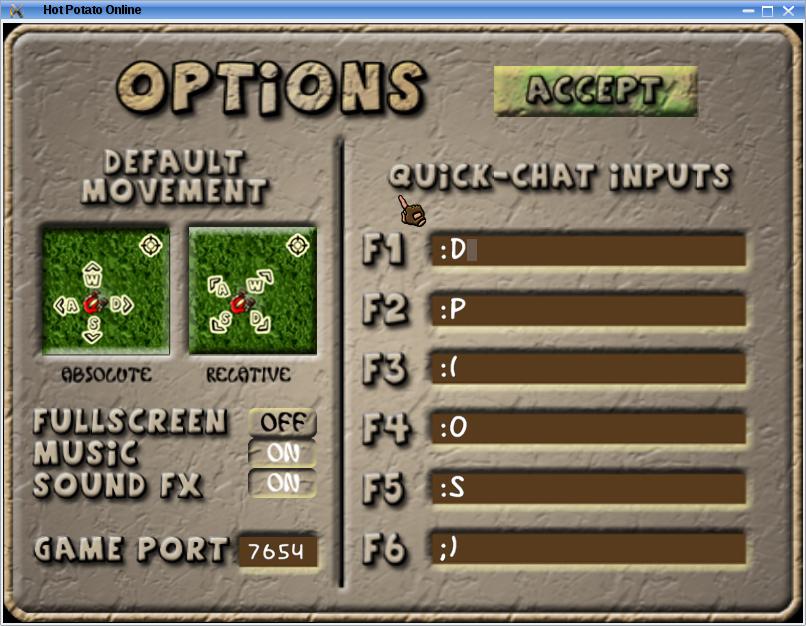 Hot Potato Online
OPTiONS
ACCEPT
DEFAULT
MOVEMENT
W
A
D
S
A
W
S
D
ABSOLUTE
RELATIVE
FULLSCREEN OFF
MUSiC ON
SOUND FX ON
GAME PORT 7654
QUiCK-CHAT iNPUTS
F1 :D
F2 :P
F3 :(
F4 :O
F5 :S
F6 ;)